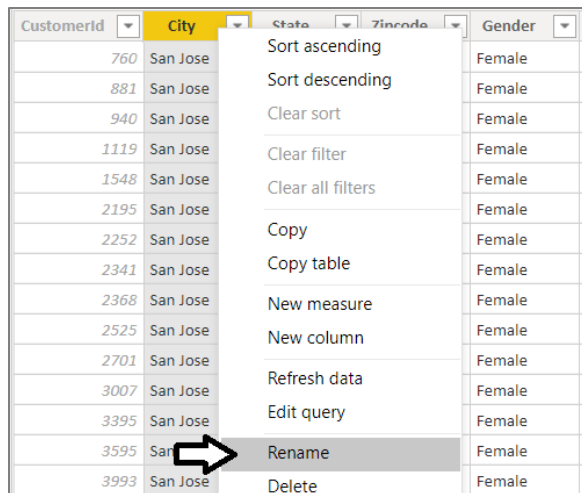 CustomerId City State Zipcode Gender
760 San Jose Female
881 San Jose Female
940 San Jose Female
1119 San Jose Female
1548 San Jose Female
2195 San Jose Female
2252 San Jose Female
2341 San Jose Female
2368 San Jose Female
2525 San Jose Female
2701 San Jose Female
3007 San Jose Female
3395 San Jose Female
3595 San Female
3993 San Jose Female
Sort ascending
Sort descending
Clear sort
Clear filter
Clear all filters
Copy
Copy table
New measure
New column
Refresh data
Edit query
Rename
Delete